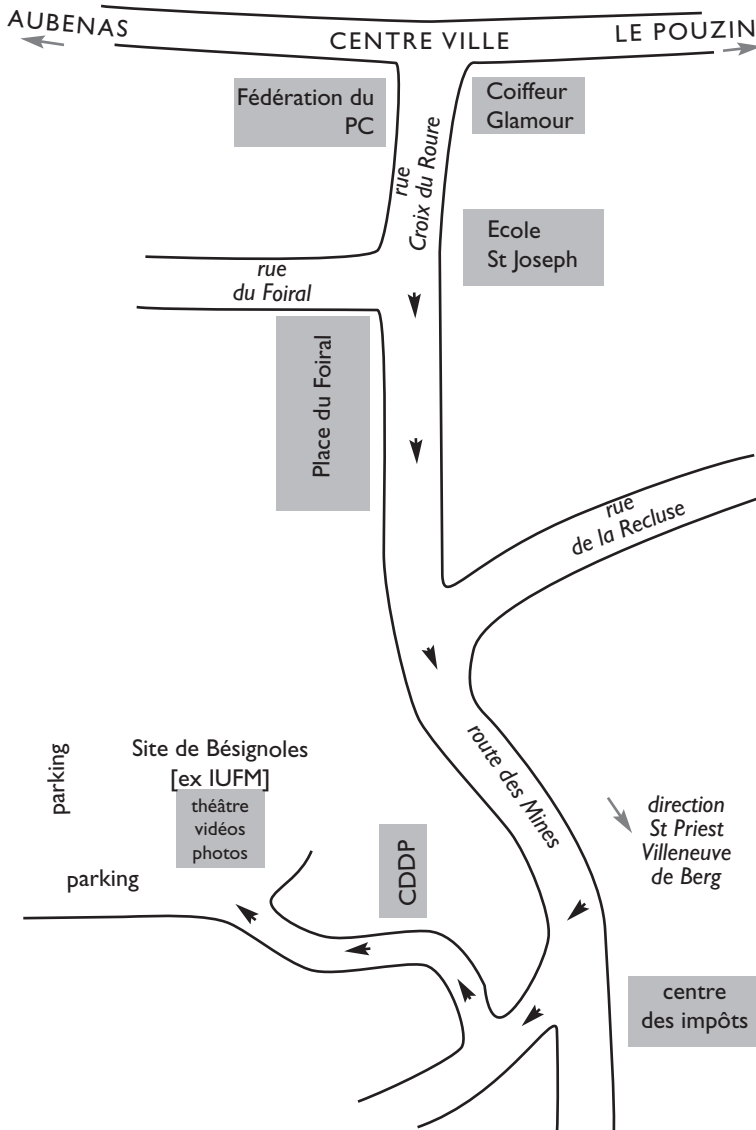 AUBENAS
CENTRE VILLE
LE POUZIN
Fédération du
PC
Coiffeur
Glamour
rue
Croix du Roure
Ecole
St Joseph
rue
du Foiral
Place du Foiral
rue
de la Recluse
route des Mines
parking
Site de Bésignoles
[ex IUFM]
théâtre
vidéos
photos
direction
St Priest
Villeneuve
de Berg
CDDP
parking
centre
des impôts